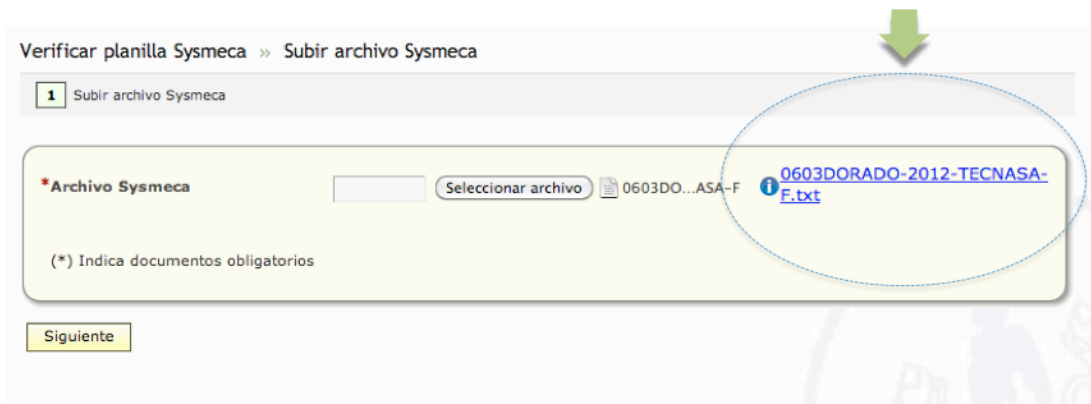 Verificar planilla Sysmeca » Subir archivo Sysmeca
1 Subir archivo Sysmeca
*Archivo Sysmeca Seleccionar archivo 0603DO...ASA-F 0603DORADO-2012-TECNASA-
F.txt
(*) Indica documentos obligatorios
Siguiente